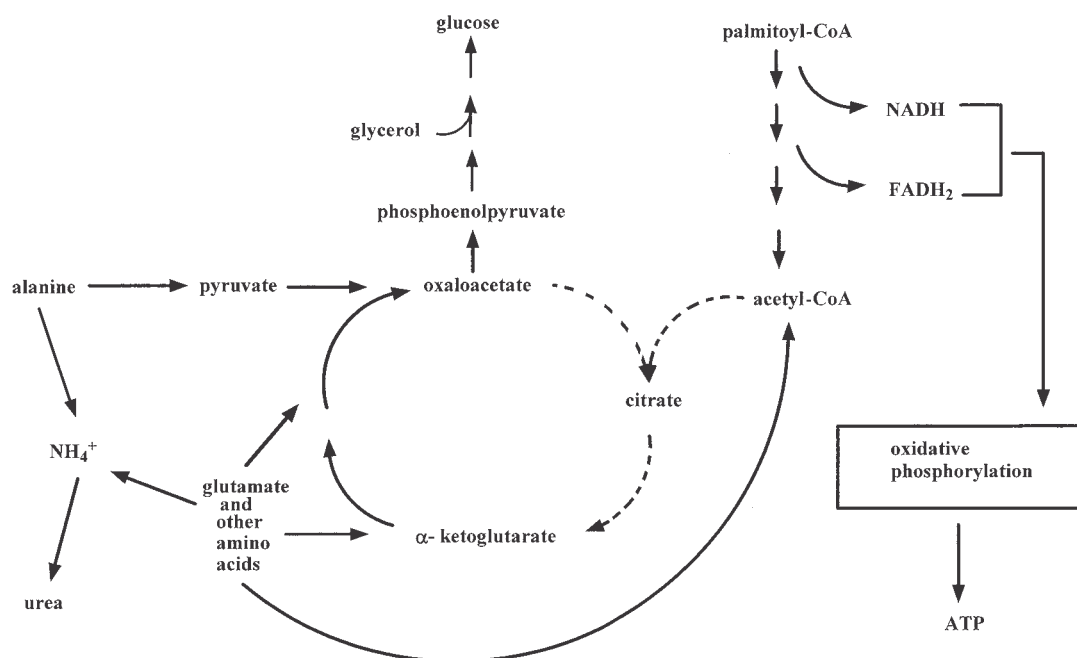 glucose
palmitoyl-CoA
NADH
glycerol
FADH2
phosphoenolpyruvate
alanine
pyruvate
oxaloacetate
acetyl-CoA
citrate
NH4+
oxidative
phosphorylation
glutamate
and
other
amino
acids
α- ketoglutarate
urea
ATP